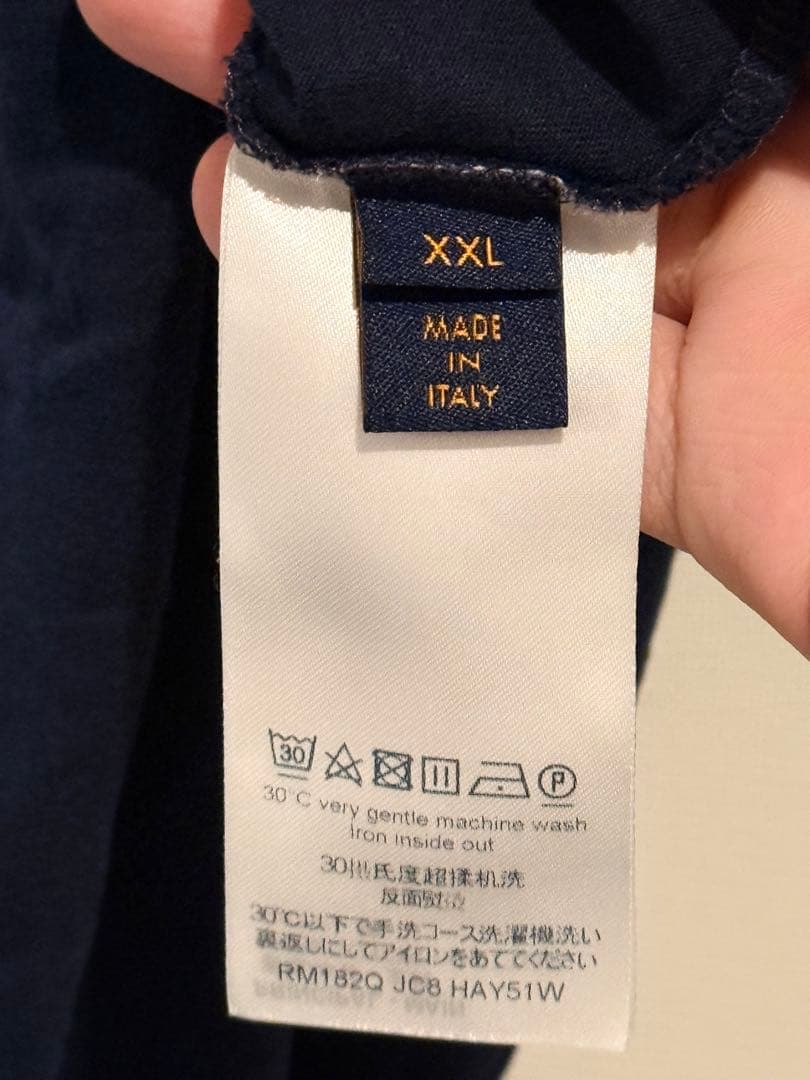 XXL
MADE
IN
ITALY
30
P
30°C very gentle machine wash
Iron inside out
30摄氏度超揉机洗
反面熨烫
30℃以下で手洗コース洗濯機洗い
裏返しにしてアイロンをあててください
RM182Q JC8 HAY51W